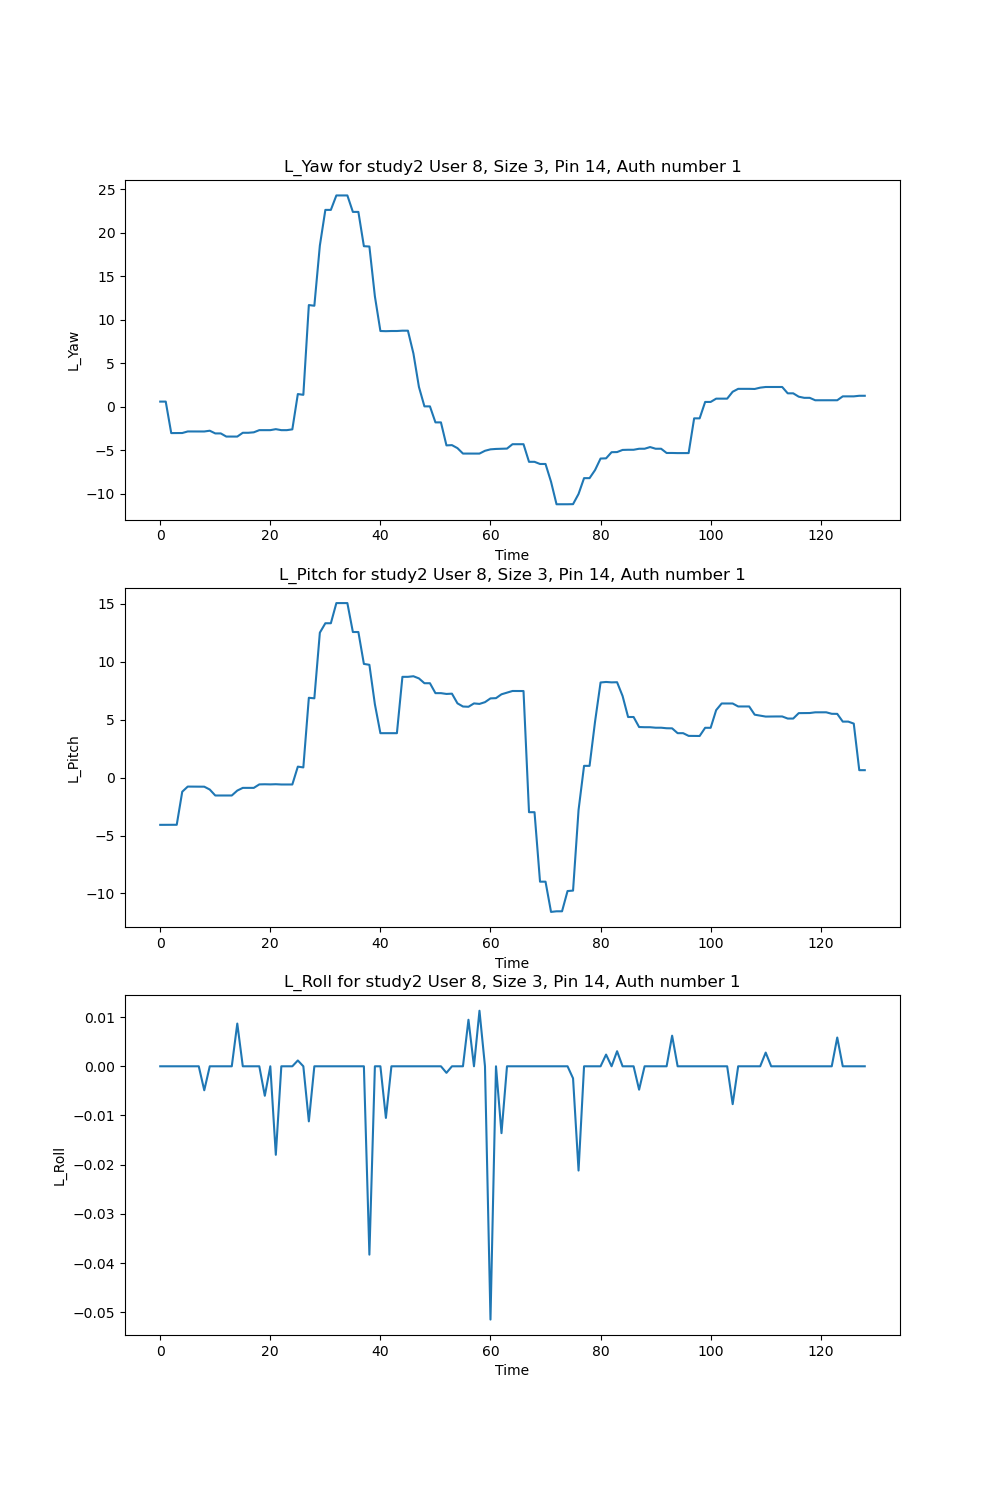 L_Yaw for study2 User 8, Size 3, Pin 14, Auth number 1
25
20
15
10
5
0
−5
−10
L_Yaw
0 20 40 60 80 100 120
Time
L_Pitch for study2 User 8, Size 3, Pin 14, Auth number 1
15
10
5
0
−5
−10
L_Pitch
0 20 40 60 80 100 120
Time
L_Roll for study2 User 8, Size 3, Pin 14, Auth number 1
0.01
0.00
−0.01
−0.02
−0.03
−0.04
−0.05
L_Roll
0 20 40 60 80 100 120
Time